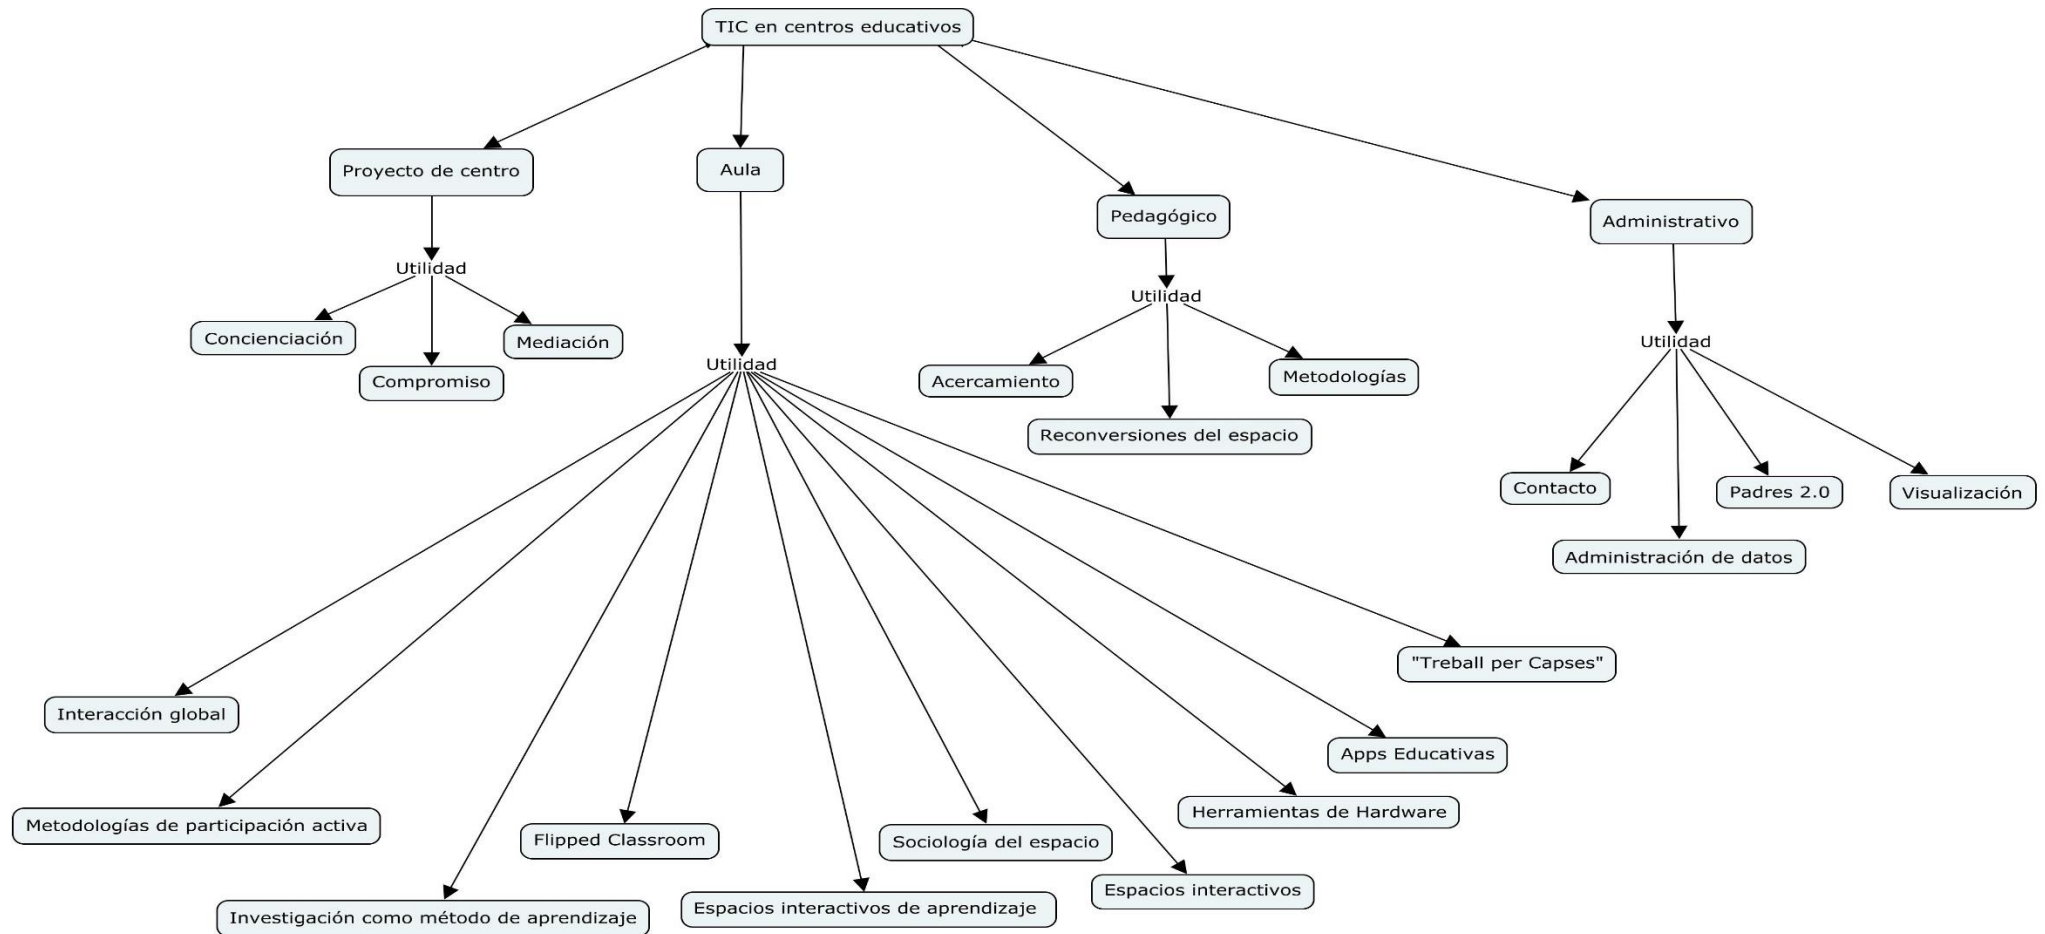 TIC en centros educativos
Proyecto de centro
Aula
Pedagógico
Administrativo
Utilidad
Utilidad
Utilidad
Utilidad
Concienciación
Compromiso
Mediación
Acercamiento
Reconversiones del espacio
Metodologías
Contacto
Administración de datos
Padres 2.0
Visualización
Interacción global
Metodologías de participación activa
Investigación como método de aprendizaje
Flipped Classroom
Espacios interactivos de aprendizaje
Sociología del espacio
Espacios interactivos
Herramientas de Hardware
Apps Educativas
"Treball per Capses"